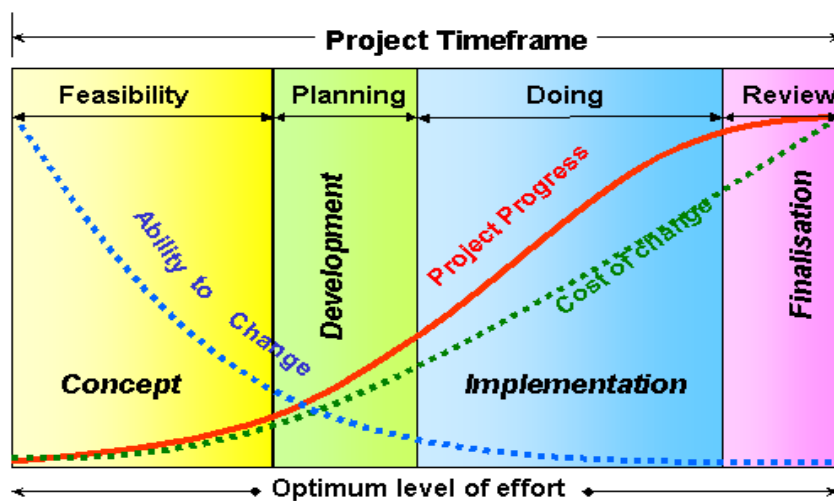 Project Timeframe
Feasibility
Planning
Doing
Review
Ability to Change
Development
Project Progress
Cost of change
Finalisation
Concept
Implementation
Optimum level of effort